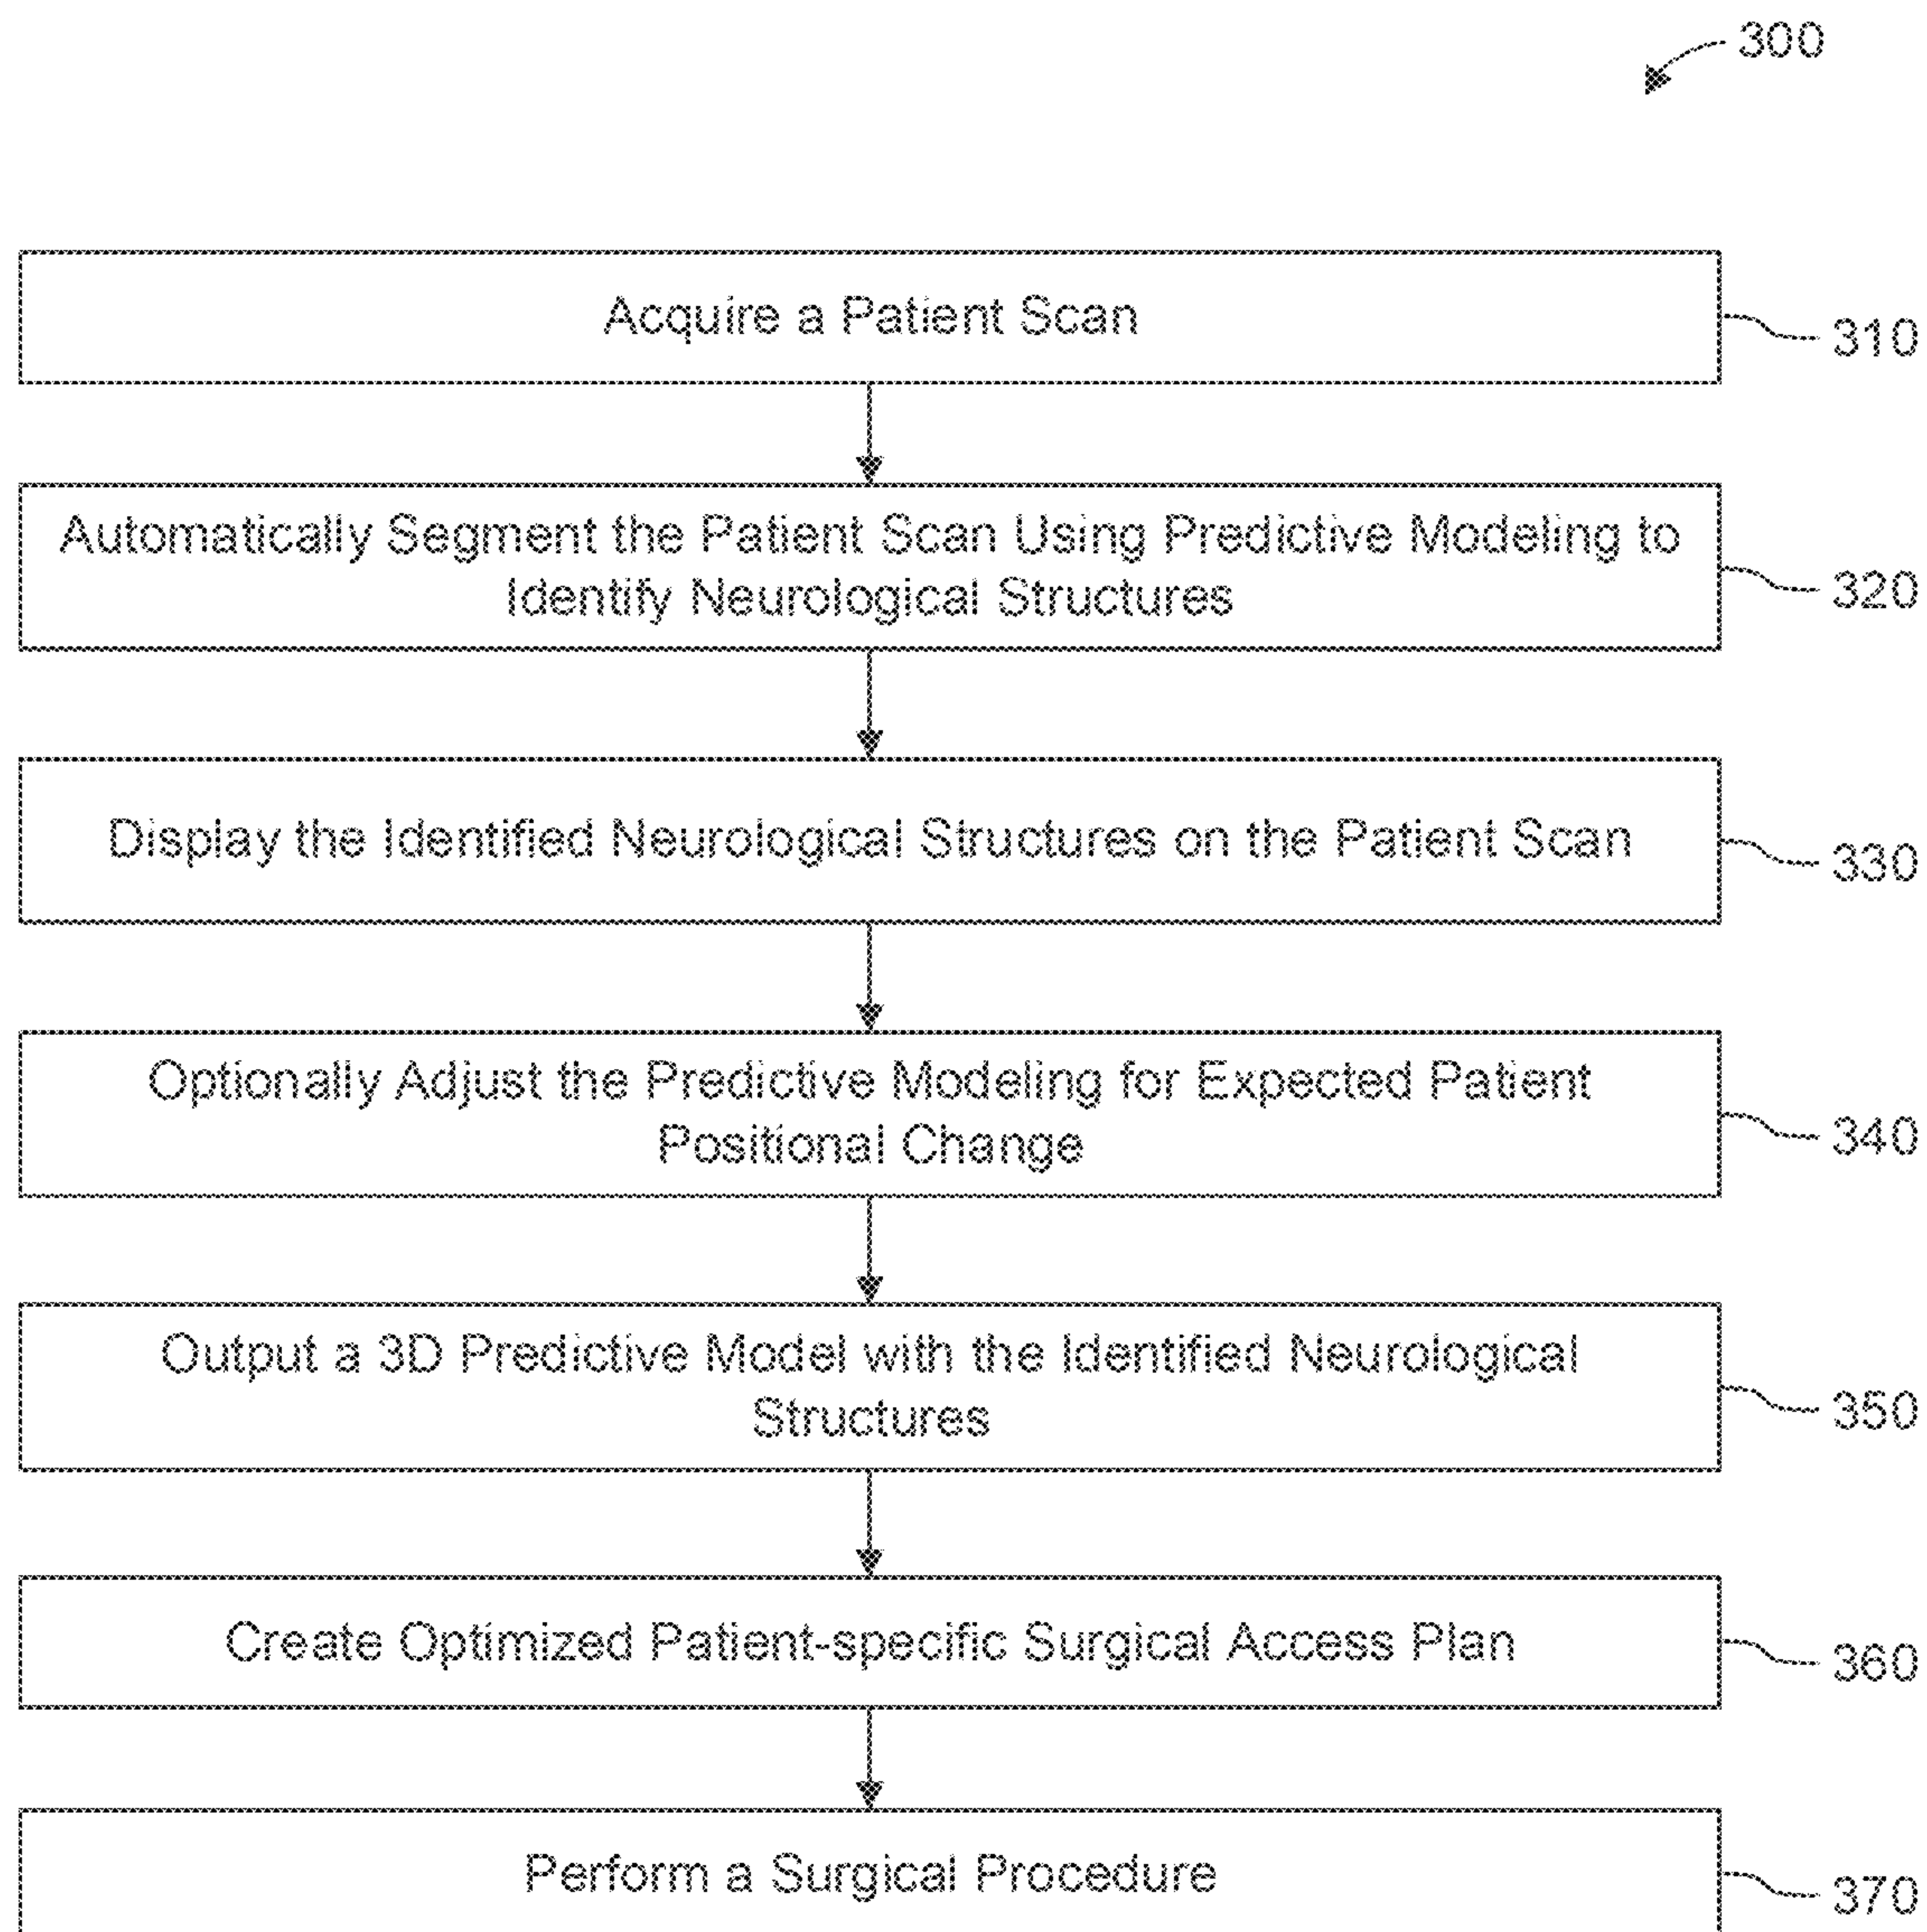 300
Acquire a Patient Scan
310
Automatically Segment the Patient Scan Using Predictive Modeling to
Identify Neurological Structures
320
Display the Identified Neurological Structures on the Patient Scan
330
Optionally Adjust the Predictive Modeling for Expected Patient
Positional Change
340
Output a 3D Predictive Model with the Identified Neurological
Structures
350
Create Optimized Patient-specific Surgical Access Plan
360
Perform a Surgical Procedure
370